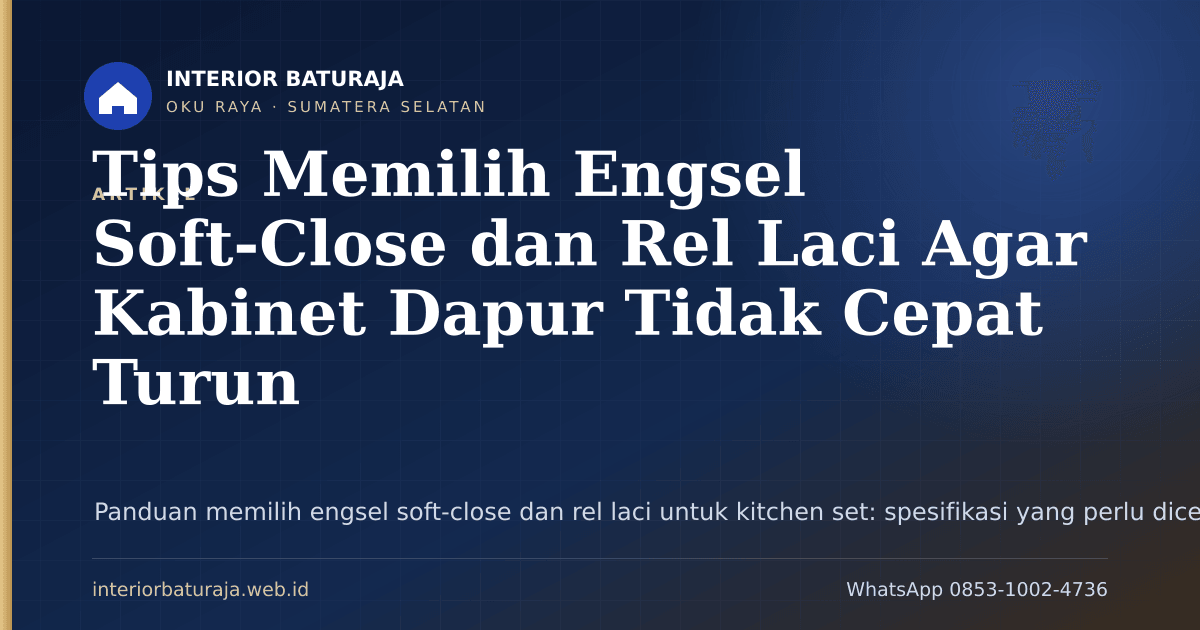 INTERIOR BATURAJA
OKU RAYA · SUMATERA SELATAN
ARTIKEL
Tips Memilih Engsel
Soft-Close dan Rel Laci Agar
Kabinet Dapur Tidak Cepat
Turun
Panduan memilih engsel soft-close dan rel laci untuk kitchen set: spesifikasi yang perlu dice
interiorbaturaja.web.id
WhatsApp 0853-1002-4736